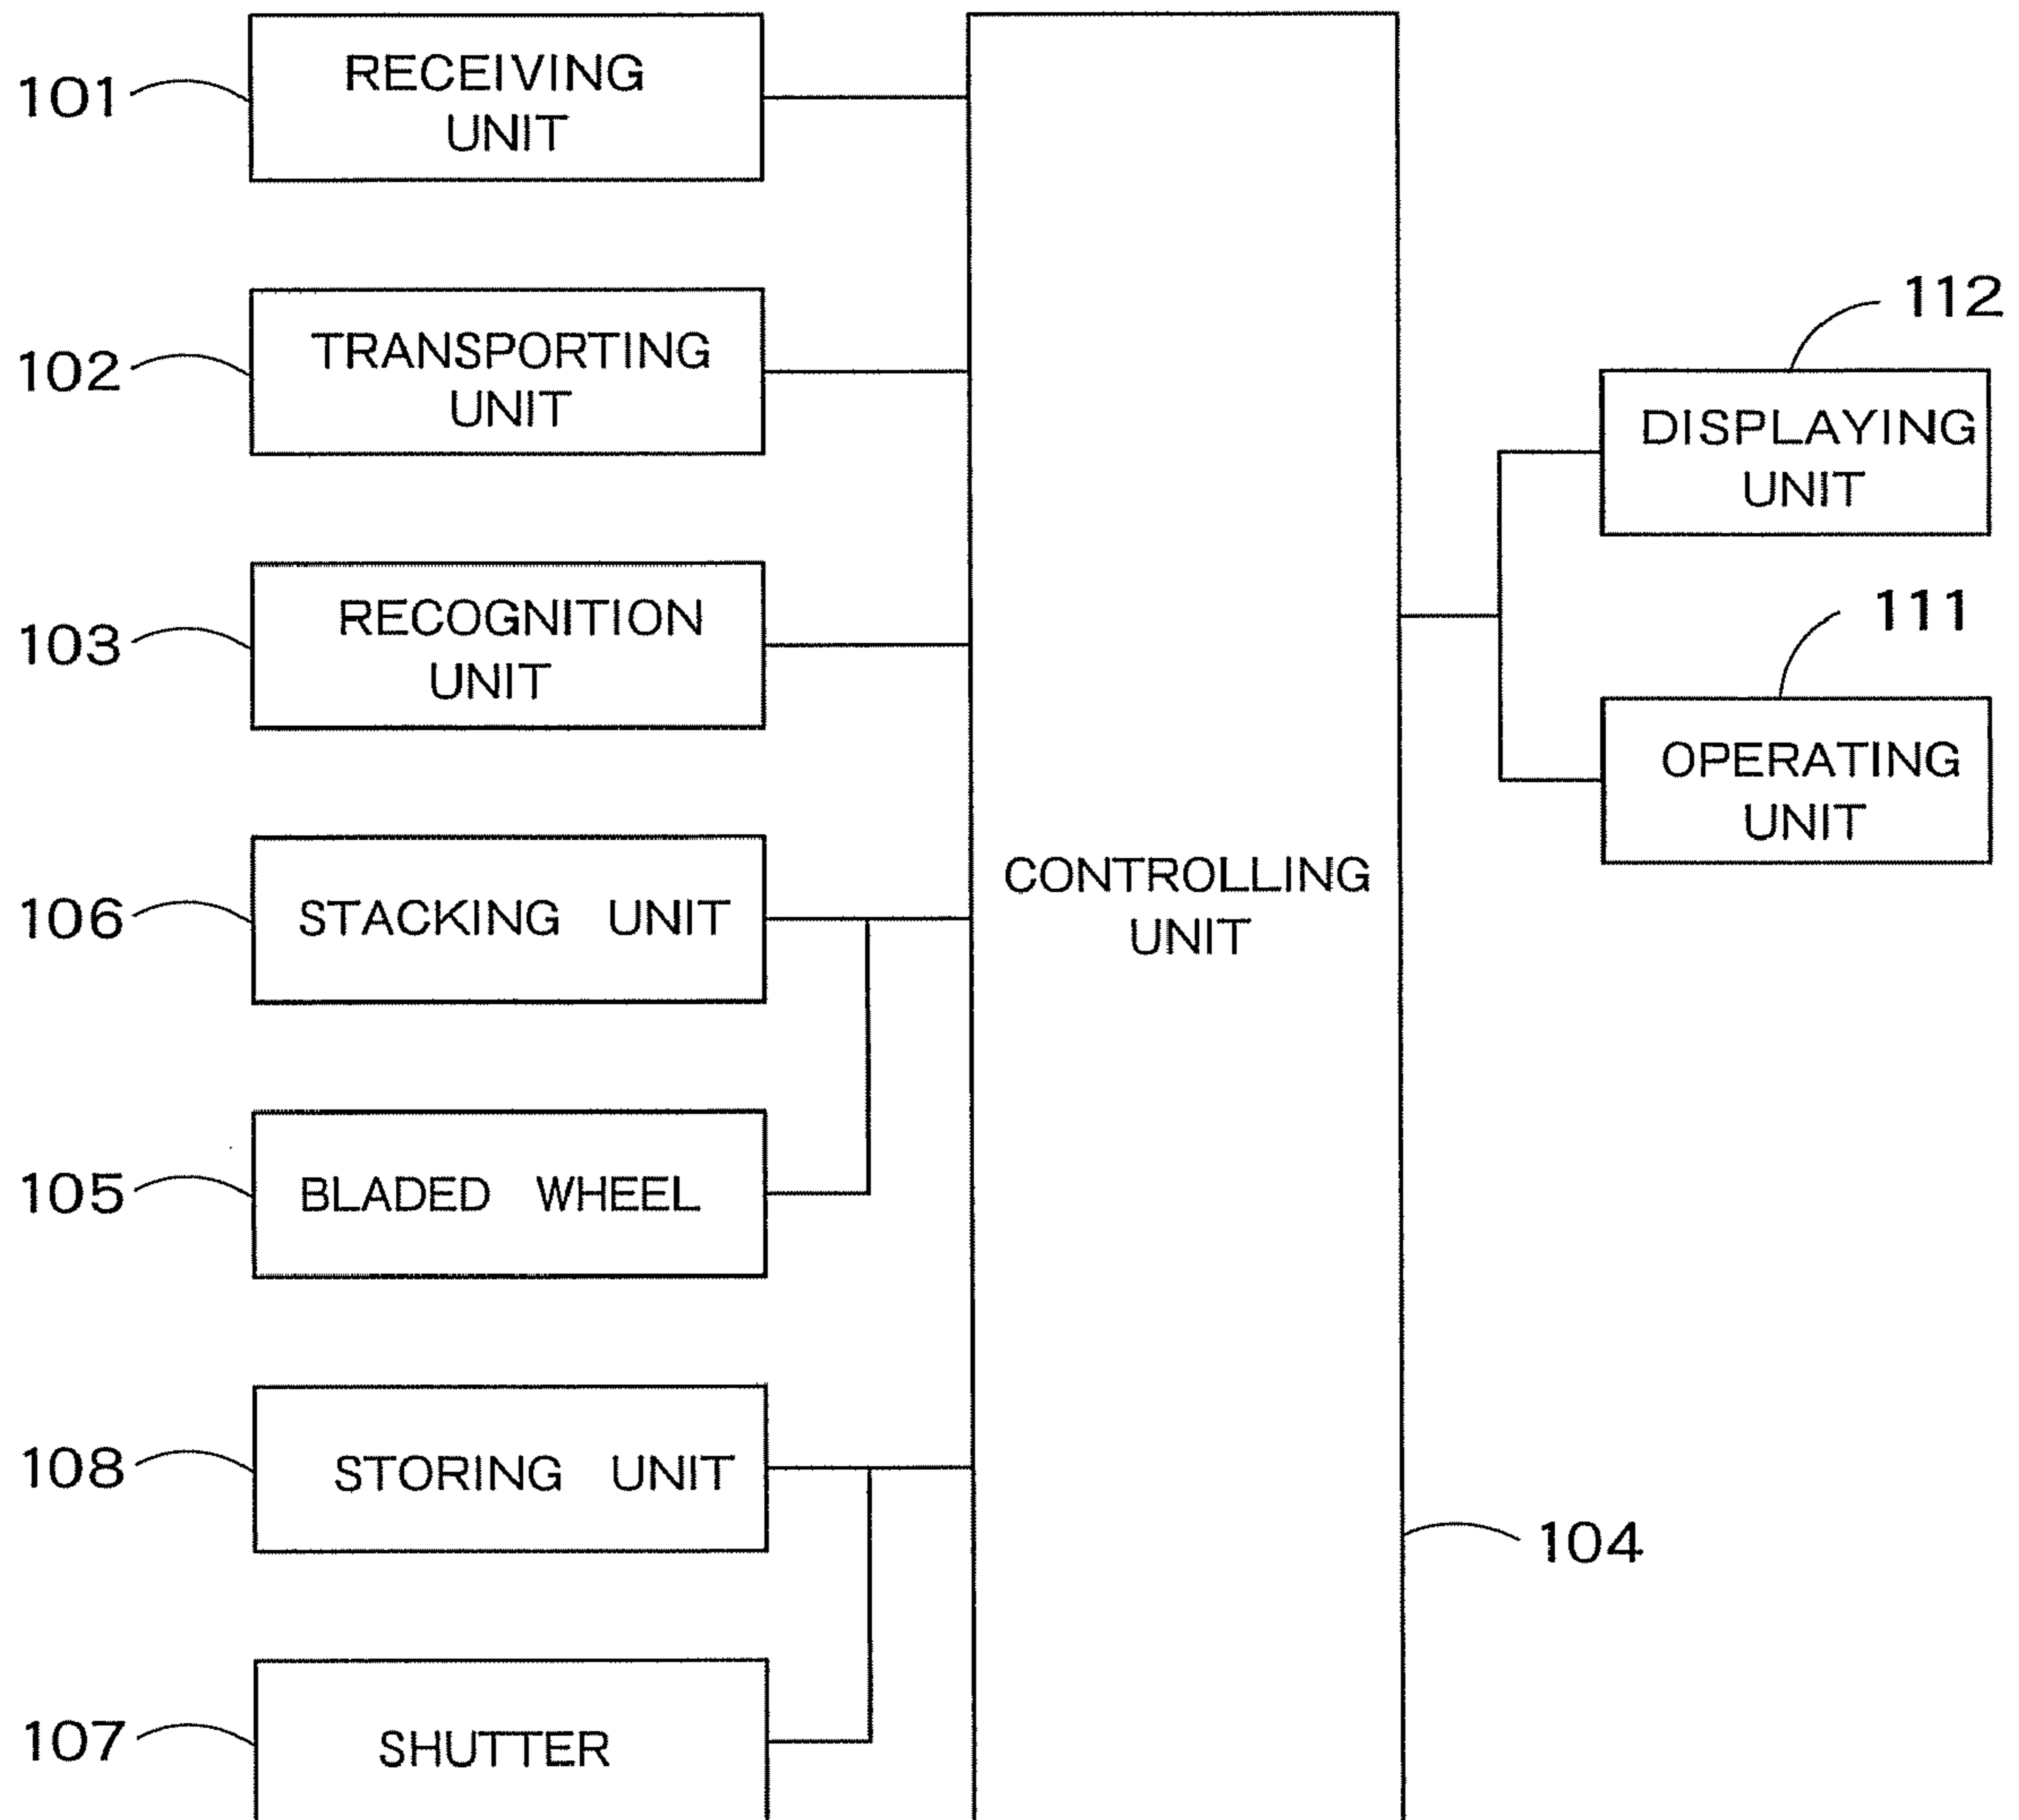 101
RECEIVING
UNIT
102
TRANSPORTING
UNIT
103
RECOGNITION
UNIT
106
STACKING UNIT
105
BLADED WHEEL
108
STORING UNIT
107
SHUTTER
CONTROLLING
UNIT
104
112
DISPLAYING
UNIT
111
OPERATING
UNIT